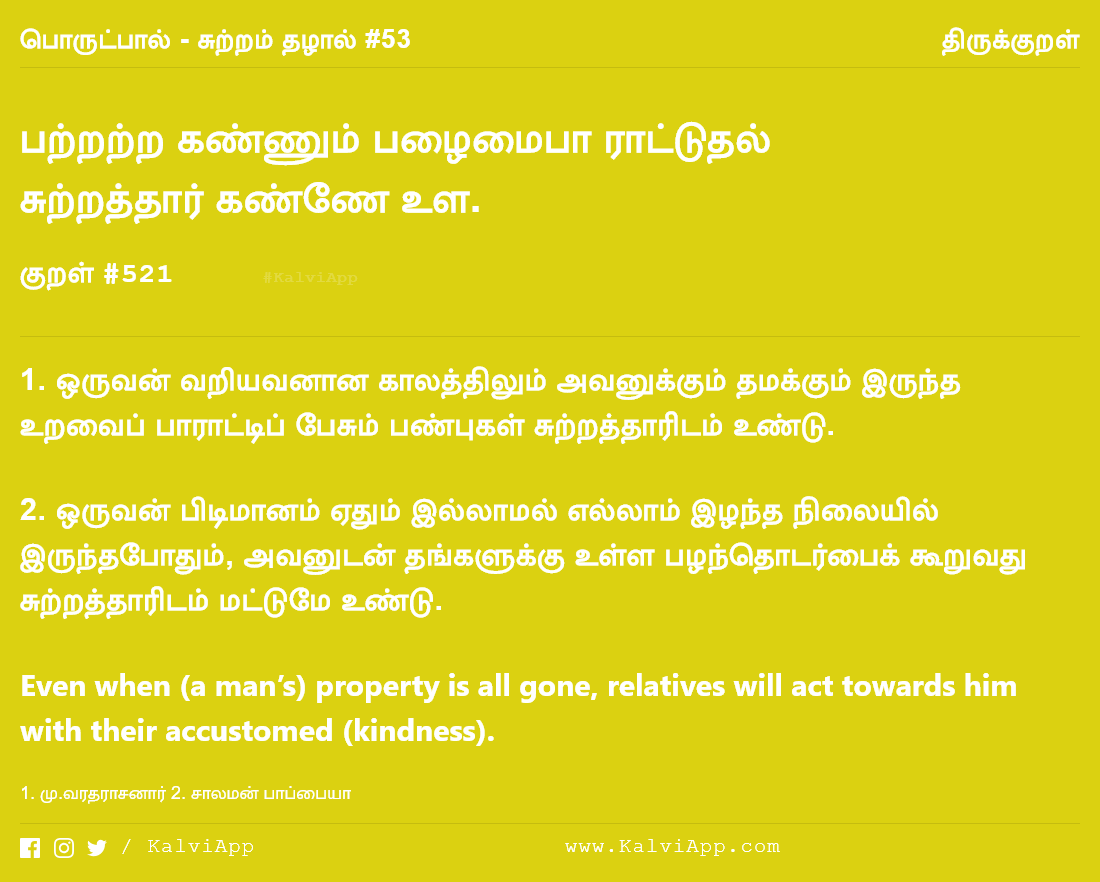 பொருட்பால் - சுற்றம் தழால் #53
திருக்குறள்
பற்றற்ற கண்ணும் பழைமைபா ராட்டுதல்
சுற்றத்தார் கண்ணே உள.
குறள் #521
#KalviApp
1. ஒருவன் வறியவனான காலத்திலும் அவனுக்கும் தமக்கும் இருந்த
உறவைப் பாராட்டிப் பேசும் பண்புகள் சுற்றத்தாரிடம் உண்டு.
2. ஒருவன் பிடிமானம் ஏதும் இல்லாமல் எல்லாம் இழந்த நிலையில்
இருந்தபோதும், அவனுடன் தங்களுக்கு உள்ள பழந்தொடர்பைக் கூறுவது
சுற்றத்தாரிடம் மட்டுமே உண்டு.
Even when (a man’s) property is all gone, relatives will act towards him
with their accustomed (kindness).
1. மு.வரதராசனார் 2. சாலமன் பாப்பையா
/ KalviApp
www.KalviApp.com